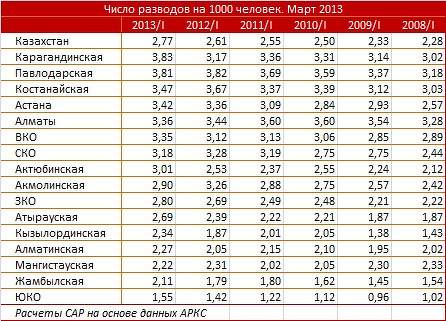 Число разводов на 1000 человек. Март 2013
2013/I 2012/I 2011/I 2010/I 2009/I 2008/I
Казахстан 2,77 2,61 2,55 2,50 2,33 2,28
Карагандинская 3,83 3,17 3,36 3,31 3,14 3,02
Павлодарская 3,81 3,82 3,69 3,59 3,37 3,18
Костанайская 3,47 3,67 3,37 3,39 3,12 3,03
Астана 3,42 3,36 3,09 2,84 2,93 2,57
Алматы 3,36 3,44 3,60 3,60 3,54 3,28
ВКО 3,35 3,12 3,13 3,06 2,85 2,89
СКО 3,18 3,28 3,19 2,75 2,75 2,44
Актюбинская 3,01 2,53 2,37 2,55 2,24 2,12
Акмолинская 2,90 3,26 2,88 2,75 2,57 2,42
ЗКО 2,80 2,69 2,49 2,48 2,21 2,22
Атырауская 2,69 2,39 2,22 2,21 1,87 1,87
Кызылординская 2,34 1,87 2,01 2,05 1,38 1,43
Алматинская 2,27 2,05 2,15 2,10 1,95 2,02
Мангистауская 2,22 2,31 2,02 2,05 2,30 2,33
Жамбылская 2,11 1,79 1,80 1,62 1,45 1,54
ЮКО 1,55 1,42 1,22 1,12 0,96 1,02
Расчеты САР на основе данных АРКС